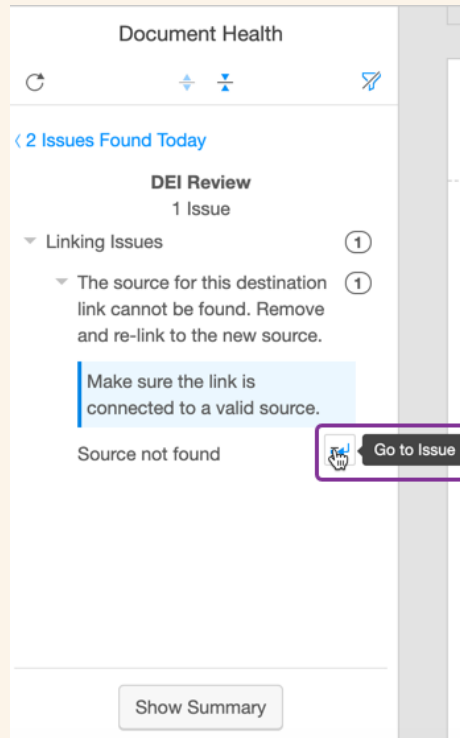 Document Health
2 Issues Found Today
DEI Review
1 Issue
Linking Issues 1
The source for this destination 1
link cannot be found. Remove
and re-link to the new source.
Make sure the link is
connected to a valid source.
Source not found Go to Issue
Show Summary